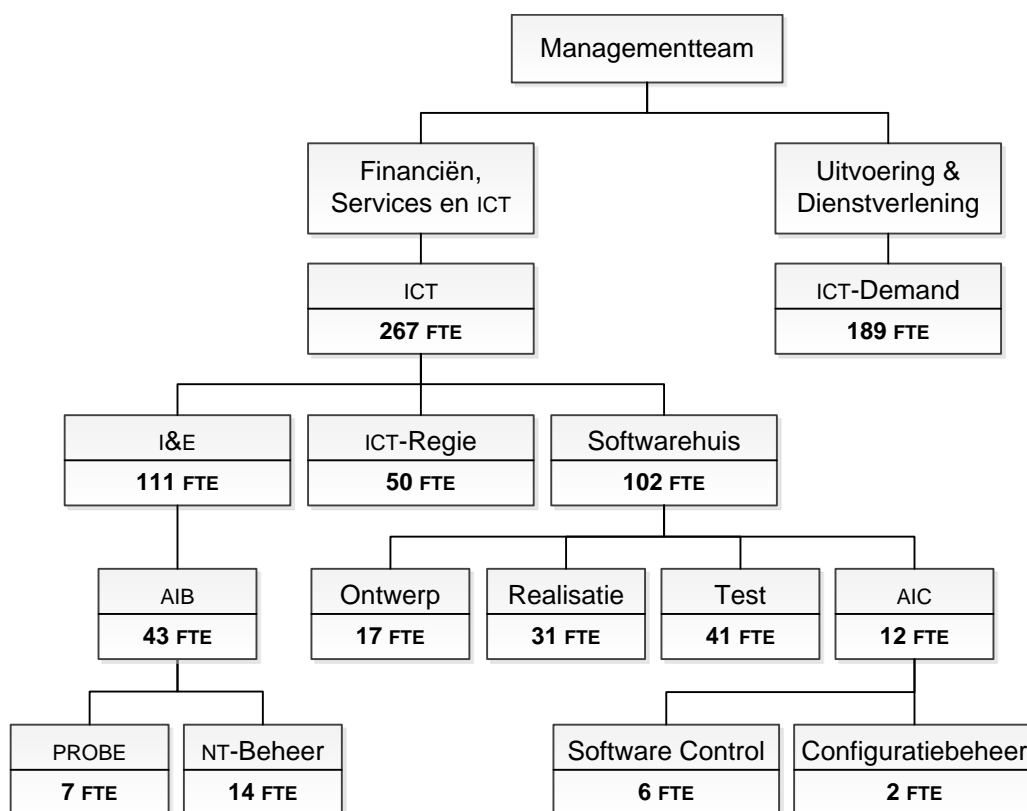 Managementteam
Financiën,
Services en ICT
Uitvoering &
Dienstverlening
ICT
267 FTE
ICT-Demand
189 FTE
I&E
111 FTE
ICT-Regie
50 FTE
Softwarehuis
102 FTE
AIB
43 FTE
Ontwerp
17 FTE
Realisatie
31 FTE
Test
41 FTE
AIC
12 FTE
PROBE
7 FTE
NT-Beheer
14 FTE
Software Control
6 FTE
Configuratiebeheer
2 FTE